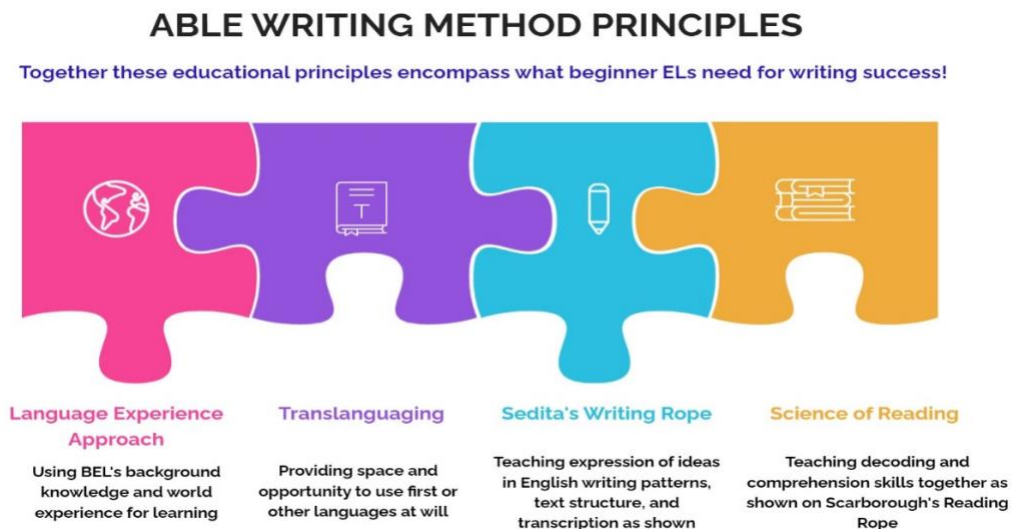 ABLE WRITING METHOD PRINCIPLES
Together these educational principles encompass what beginner ELs need for writing success!
T
Language Experience
Approach
Using BEL's background
knowledge and world
experience for learning
Translanguaging
Providing space and
opportunity to use first or
other languages at will
Sedita's Writing Rope
Teaching expression of ideas
in English writing patterns,
text structure, and
transcription as shown
Science of Reading
Teaching decoding and
comprehension skills together as
shown on Scarborough's Reading
Rope